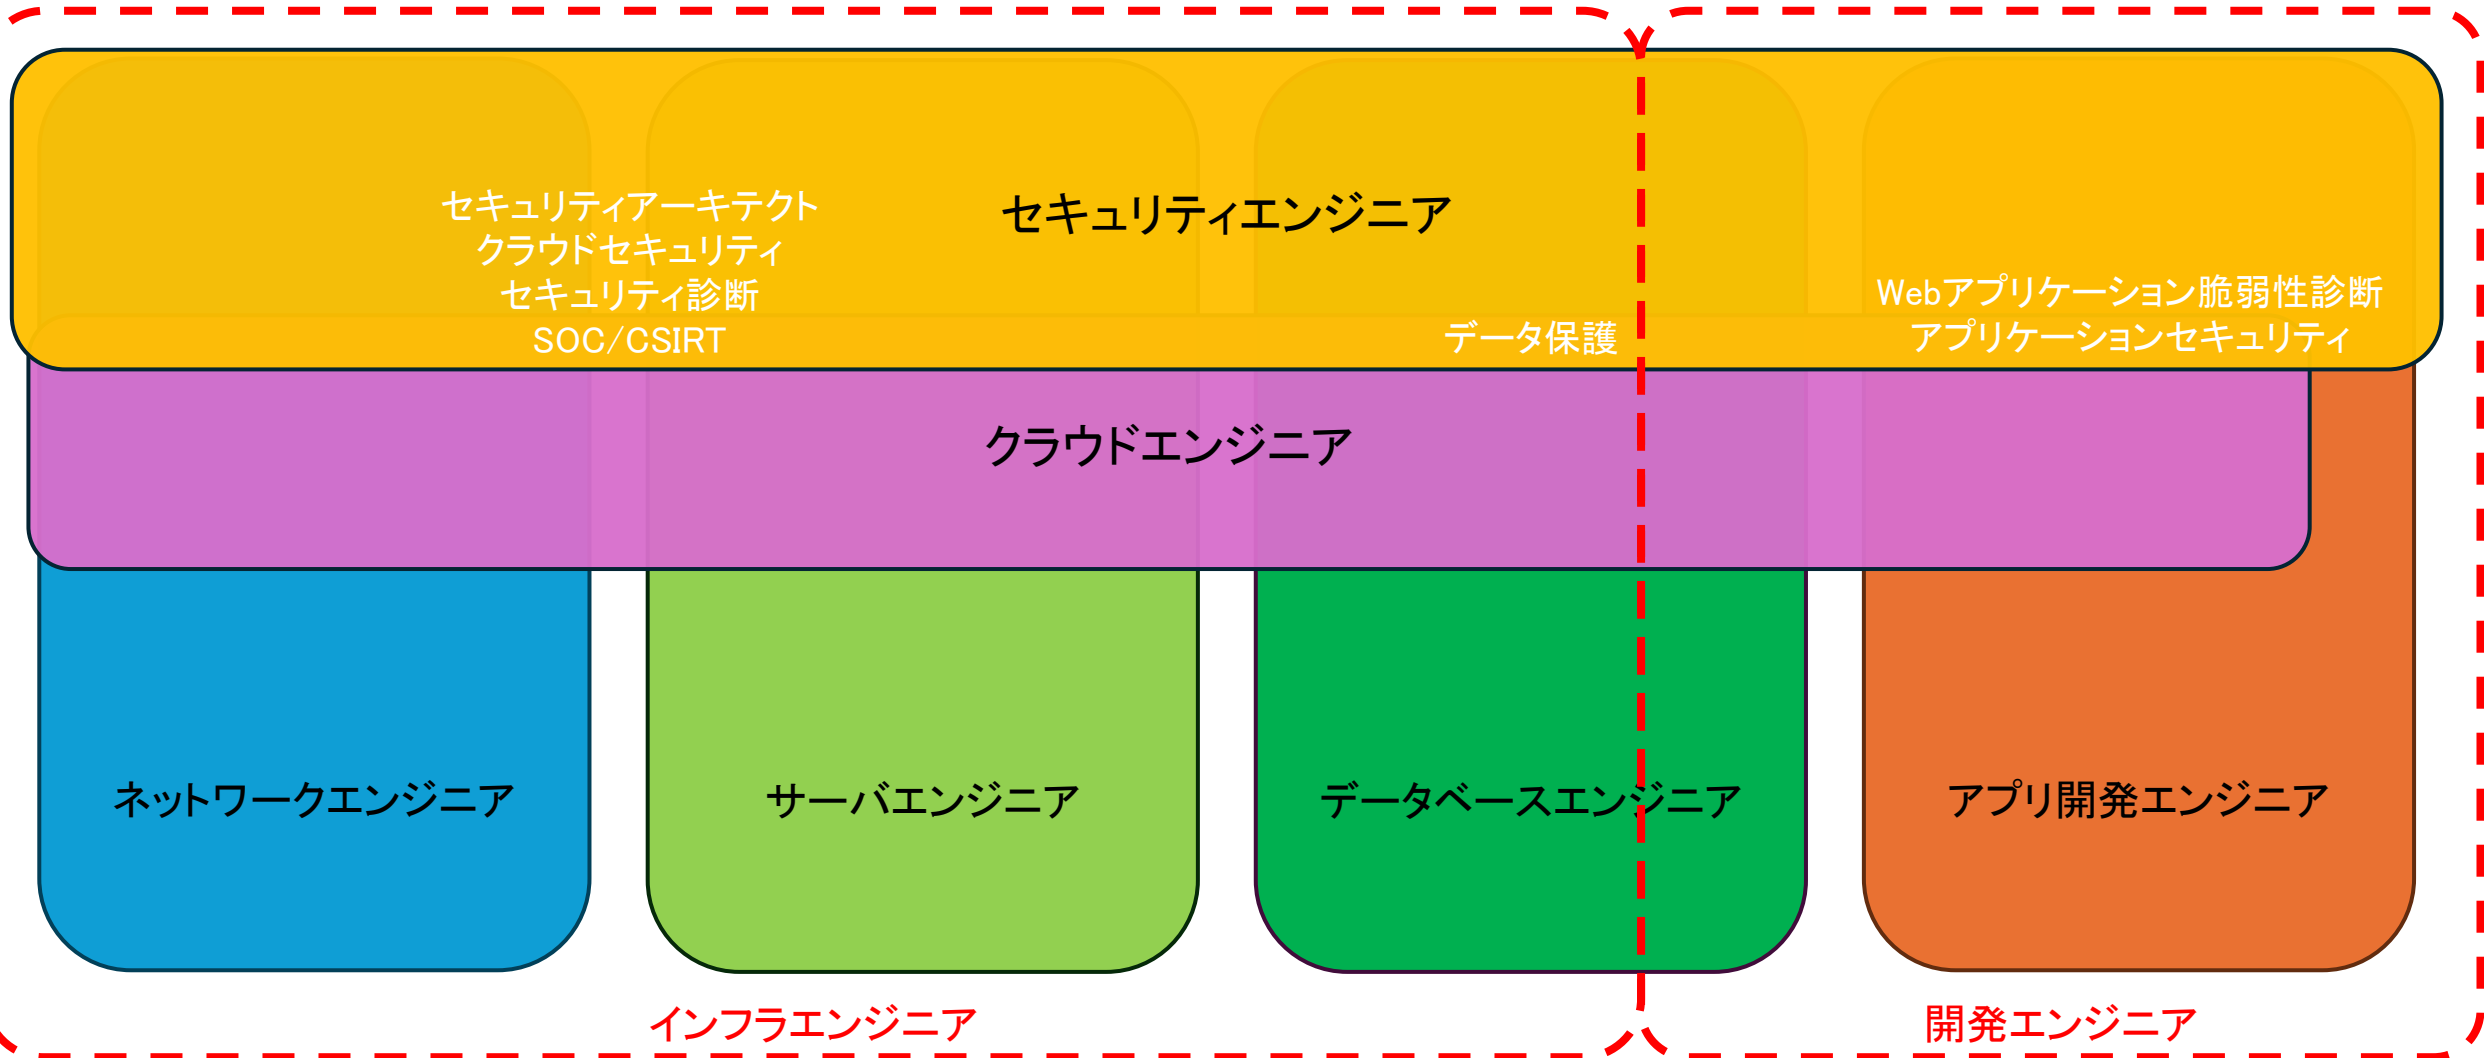 セキュリティアーキテクト
クラウドセキュリティ
セキュリティ診断
SOC/CSIRT
セキュリティエンジニア
データ保護
Webアプリケーション脆弱性診断
アプリケーションセキュリティ
クラウドエンジニア
ネットワークエンジニア
サーバエンジニア
データベースエンジニア
アプリ開発エンジニア
インフラエンジニア
開発エンジニア